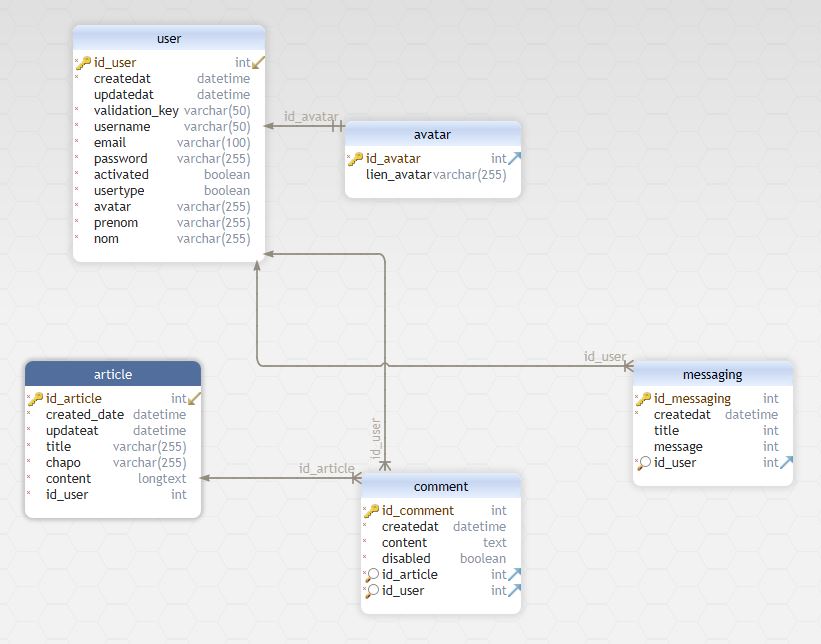 user
id_user int
createdat datetime
updatedat datetime
validation_key varchar(50)
username varchar(50)
email varchar(100)
password varchar(255)
activated boolean
usertype boolean
avatar varchar(255)
prenom varchar(255)
nom varchar(255)
id_avatar
avatar
id_avatar int
lien_avatar varchar(255)
id_user
article
id_article int
created_date datetime
updateat datetime
title varchar(255)
chapo varchar(255)
content longtext
id_user int
messaging
id_messaging int
createdat datetime
title int
message int
id_user int
id_user
id_article
comment
id_comment int
createdat datetime
content text
disabled boolean
id_article int
id_user int